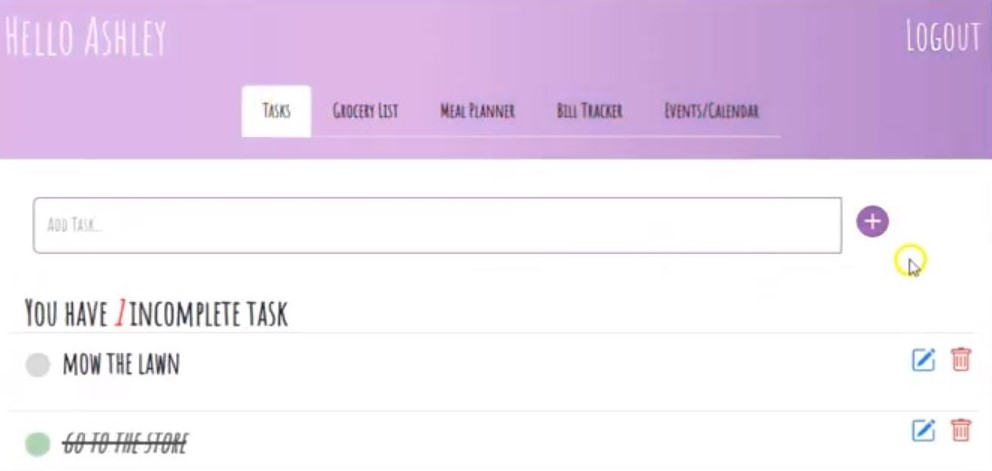 Hello Ashley
Logout
Tasks
Grocery List
Meal Planner
Bill Tracker
Events/Calendar
Add Task...
You have 1 incomplete task
MOW THE LAWN
GO TO THE STORE